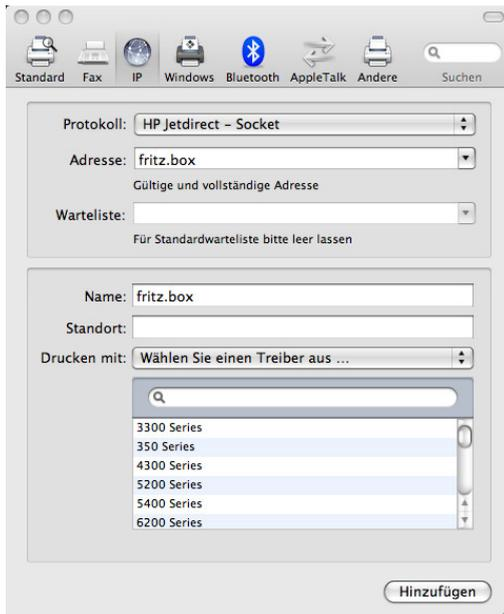 Standard Fax IP Windows Bluetooth AppleTalk Andere Suchen
Protokoll: HP Jetdirect – Socket
Adresse: fritz.box
Gültige und vollständige Adresse
Warteliste:
Für Standardwarteliste bitte leer lassen
Name: fritz.box
Standort:
Drucken mit: Wählen Sie einen Treiber aus ...
3300 Series
350 Series
4300 Series
5200 Series
5400 Series
6200 Series
Hinzufügen